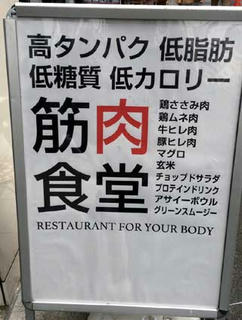 高タンパク 低脂肪
低糖質 低カロリー
筋肉
食堂
鶏ささみ肉
鶏ムネ肉
牛ヒレ肉
豚ヒレ肉
マグロ
玄米
チョップドサラダ
プロテインドリンク
アサイーボウル
グリーンスムージー
RESTAURANT FOR YOUR BODY